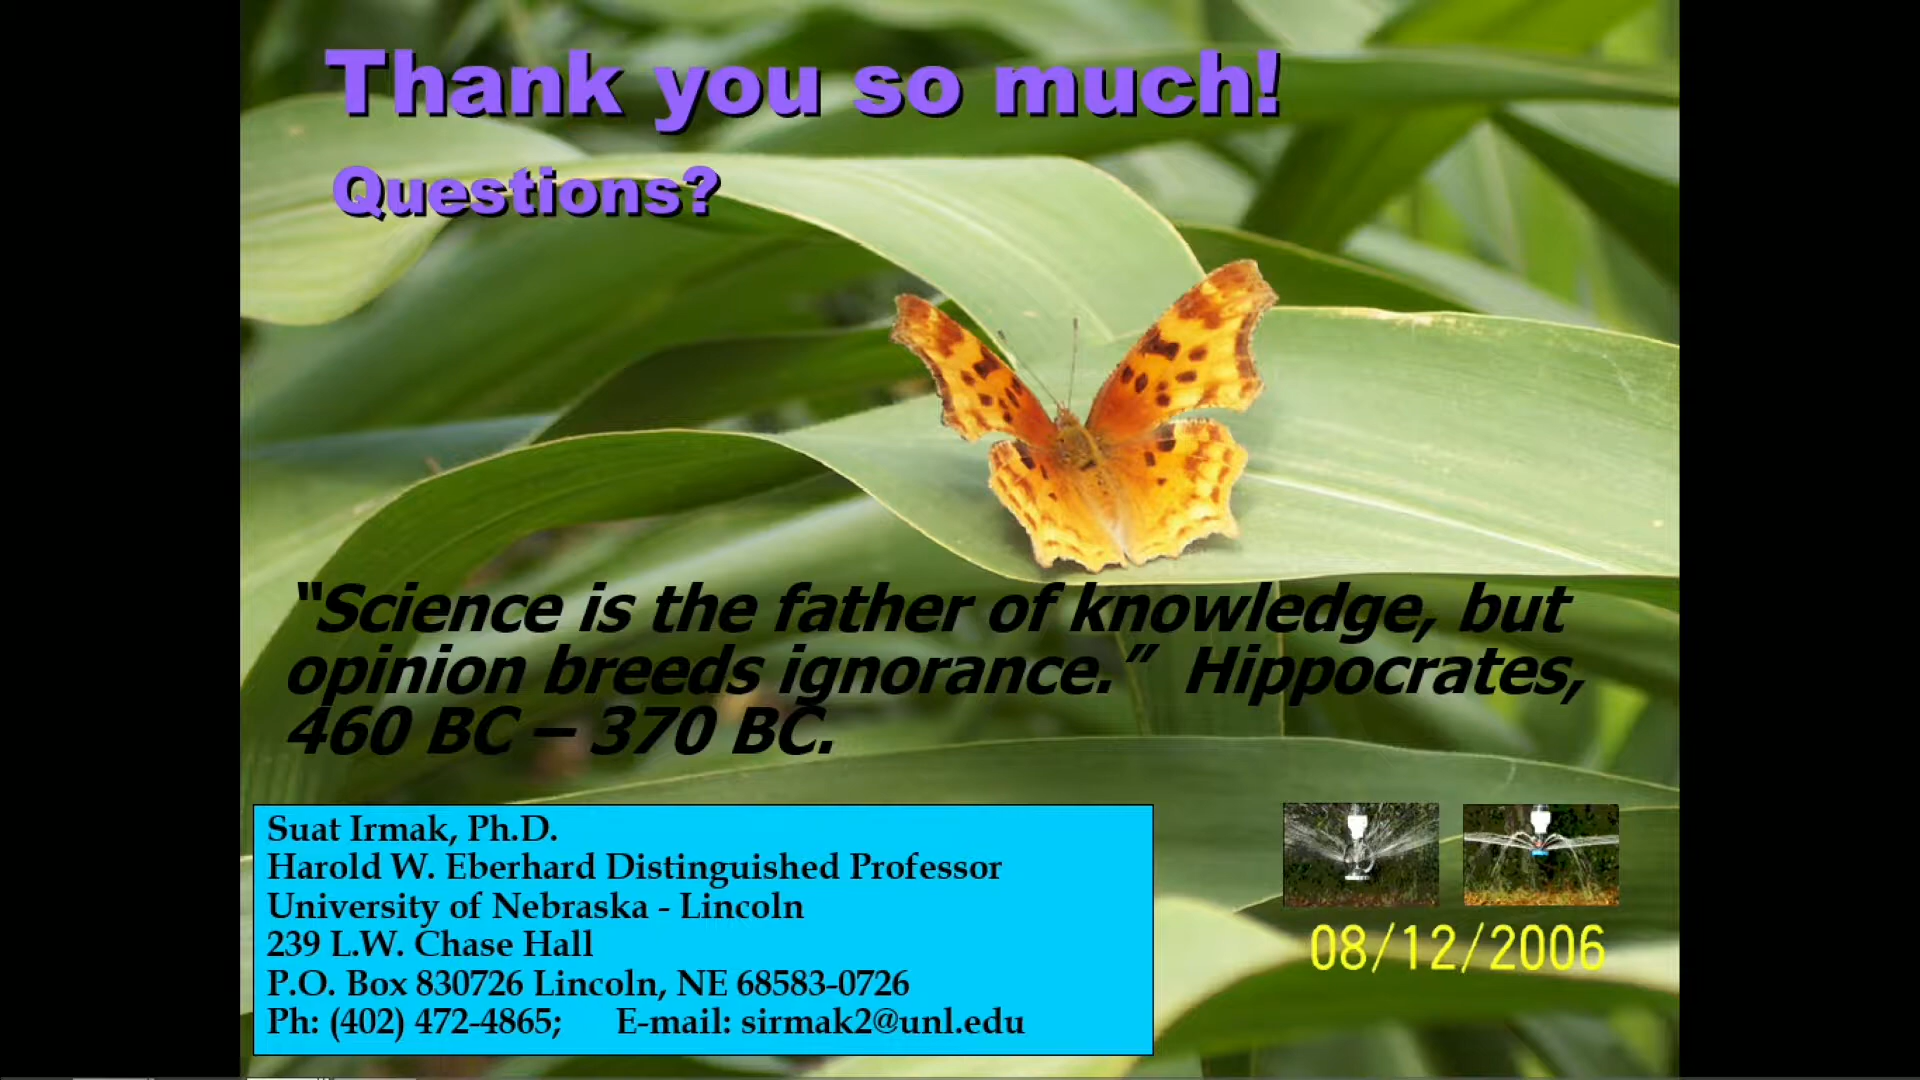 Thank you so much!
Questions?
“Science is the father of knowledge, but
opinion breeds ignorance.” Hippocrates,
460 BC – 370 BC.
Suat Irmak, Ph.D.
Harold W. Eberhard Distinguished Professor
University of Nebraska - Lincoln
239 L.W. Chase Hall
P.O. Box 830726 Lincoln, NE 68583-0726
Ph: (402) 472-4865; E-mail: sirmak2@unl.edu
08/12/2006